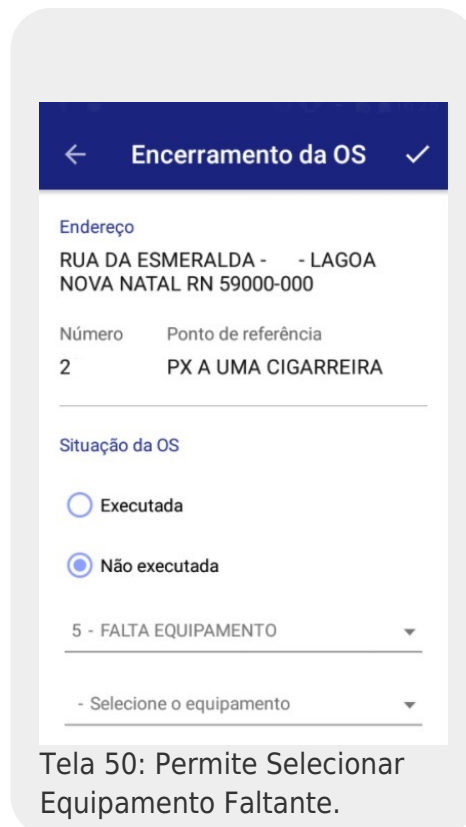 Encerramento da OS
Endereço
RUA DA ESMERALDA - - LAGOA
NOVA NATAL RN 59000-000
Número Ponto de referência
2 PX A UMA CIGARREIRA
Situação da OS
Executada
Não executada
5 - FALTA EQUIPAMENTO
- Selecione o equipamento
Tela 50: Permite Selecionar
Equipamento Faltante.